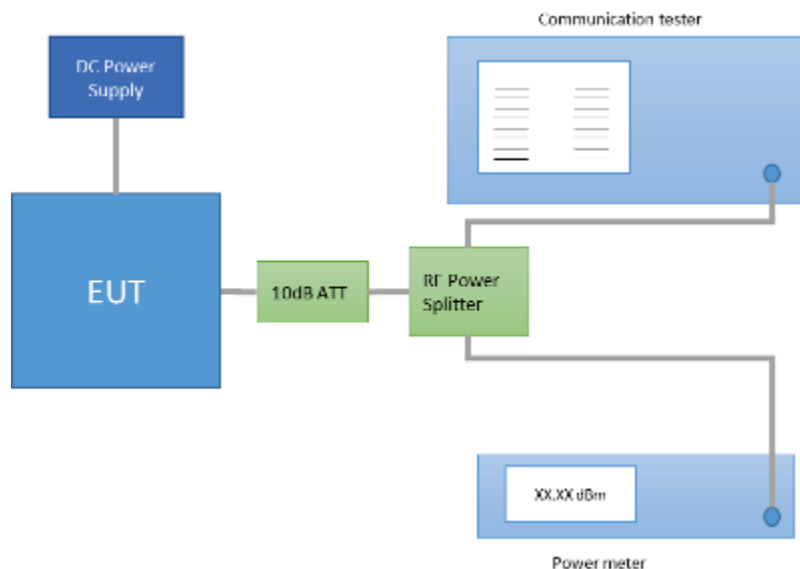 Communication tester
DC Power
Supply
EUT
10dB ATT
RF Power
Splitter
XX.XX dBm
Power meter